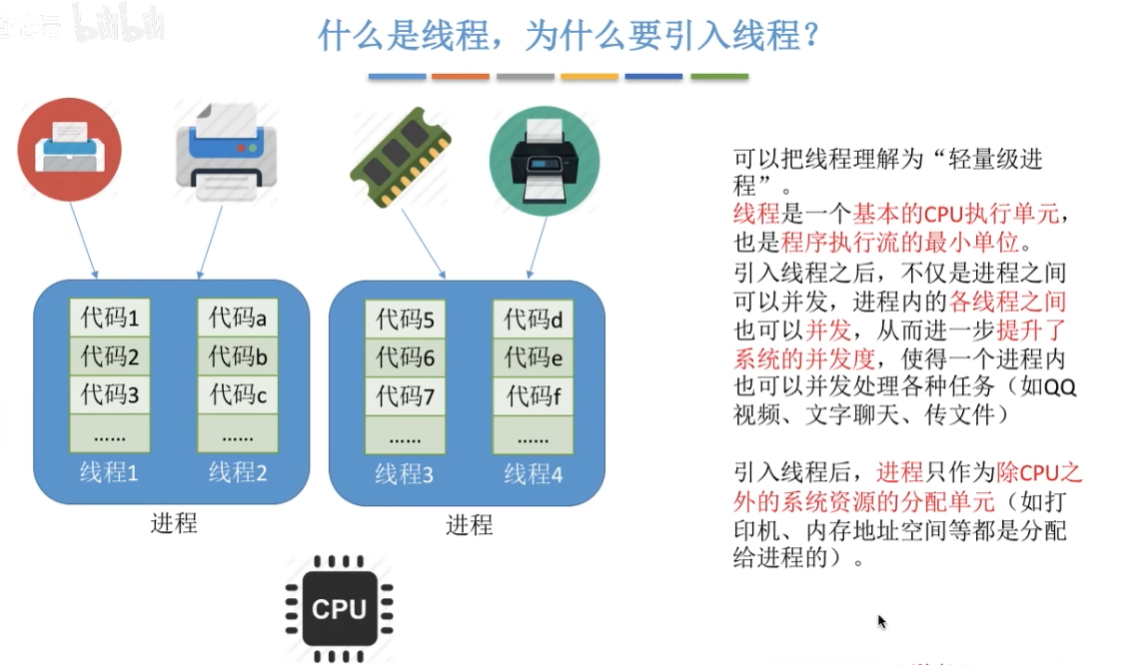 bilibili
什么是线程，为什么要引入线程？
代码1
代码2
代码3
……
线程1
代码a
代码b
代码c
……
线程2
进程
代码5
代码6
代码7
……
线程3
代码d
代码e
代码f
……
线程4
进程
CPU
可以把线程理解为“轻量级进
程”。
线程是一个基本的CPU执行单元，
也是程序执行流的最小单位。
引入线程之后，不仅是进程之间
可以并发，进程内的各线程之间
也可以并发，从而进一步提升了
系统的并发度，使得一个进程内
也可以并发处理各种任务（如QQ
视频、文字聊天、传文件）
引入线程后，进程只作为除CPU之
外的系统资源的分配单元（如打
印机、内存地址空间等都是分配
给进程的）。